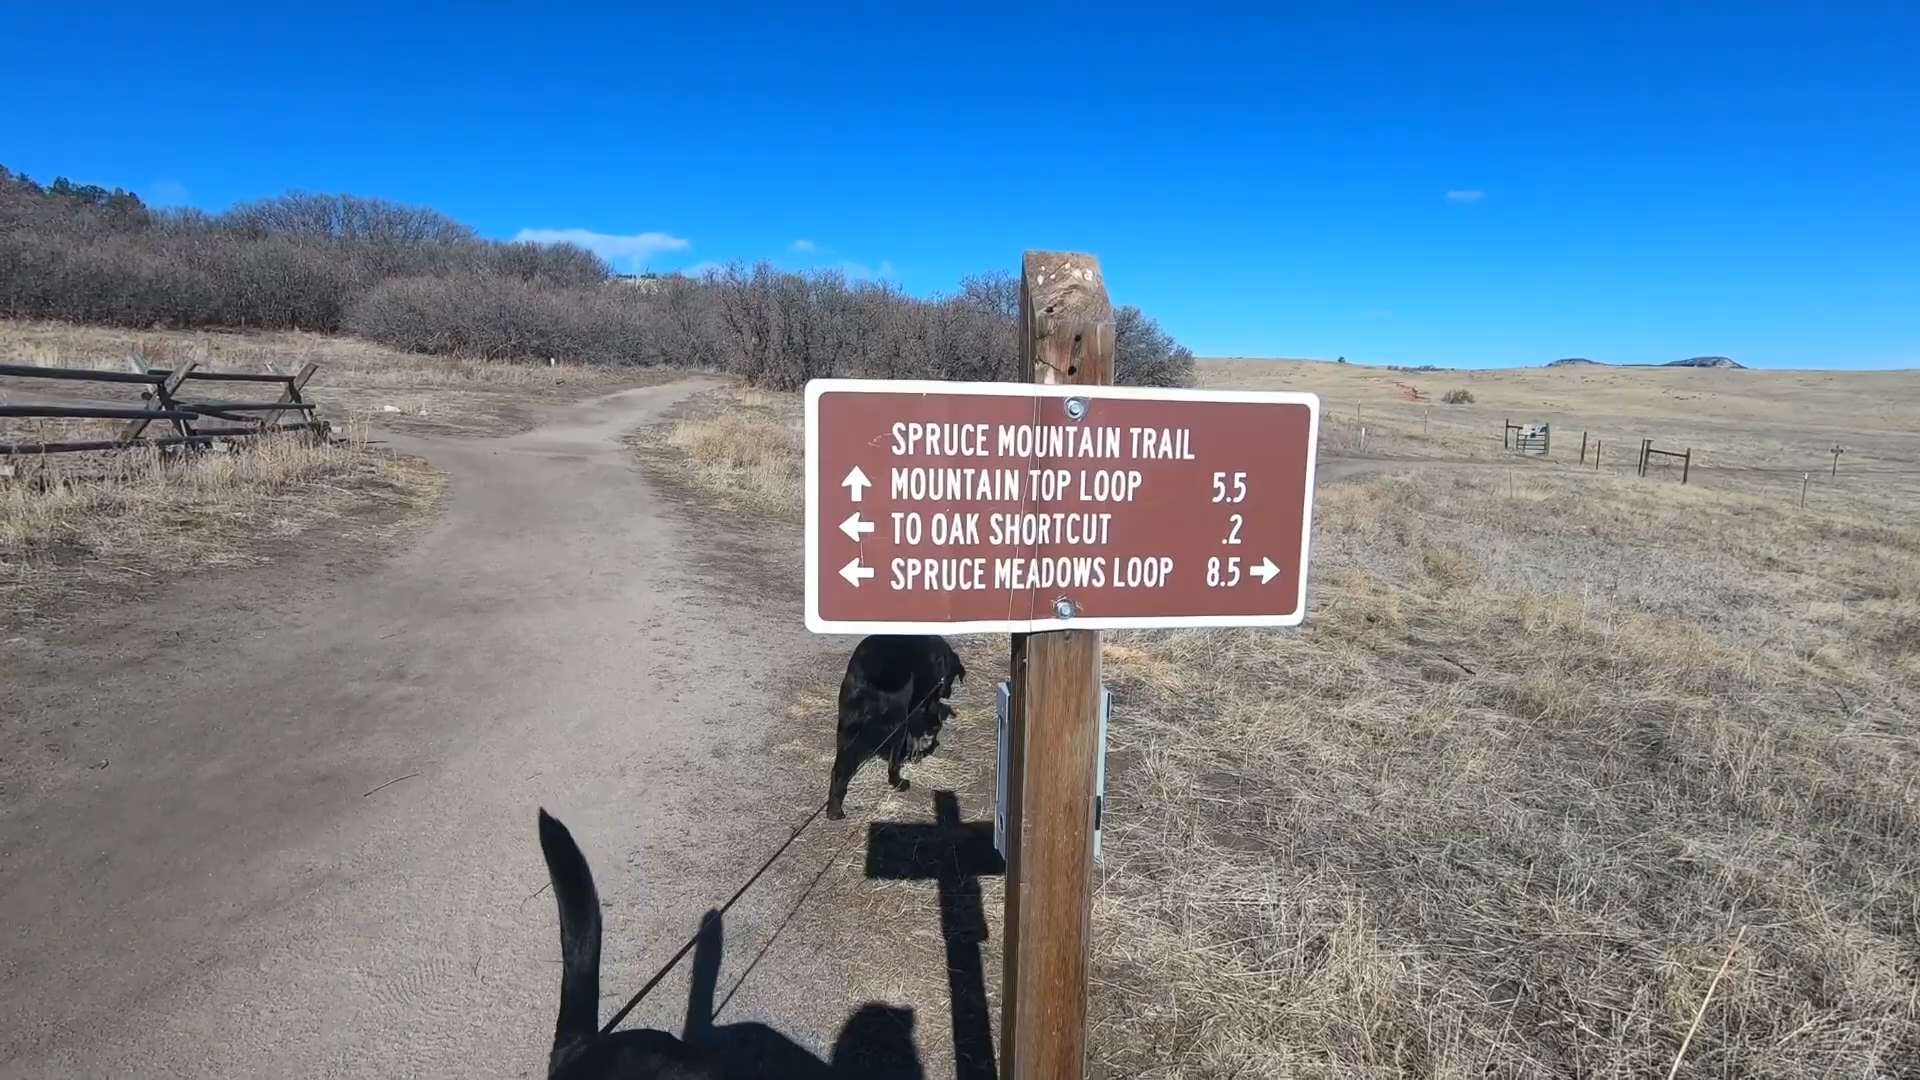 SPRUCE MOUNTAIN TRAIL
↑ MOUNTAIN TOP LOOP 5.5
← TO OAK SHORTCUT .2
← SPRUCE MEADOWS LOOP 8.5 →